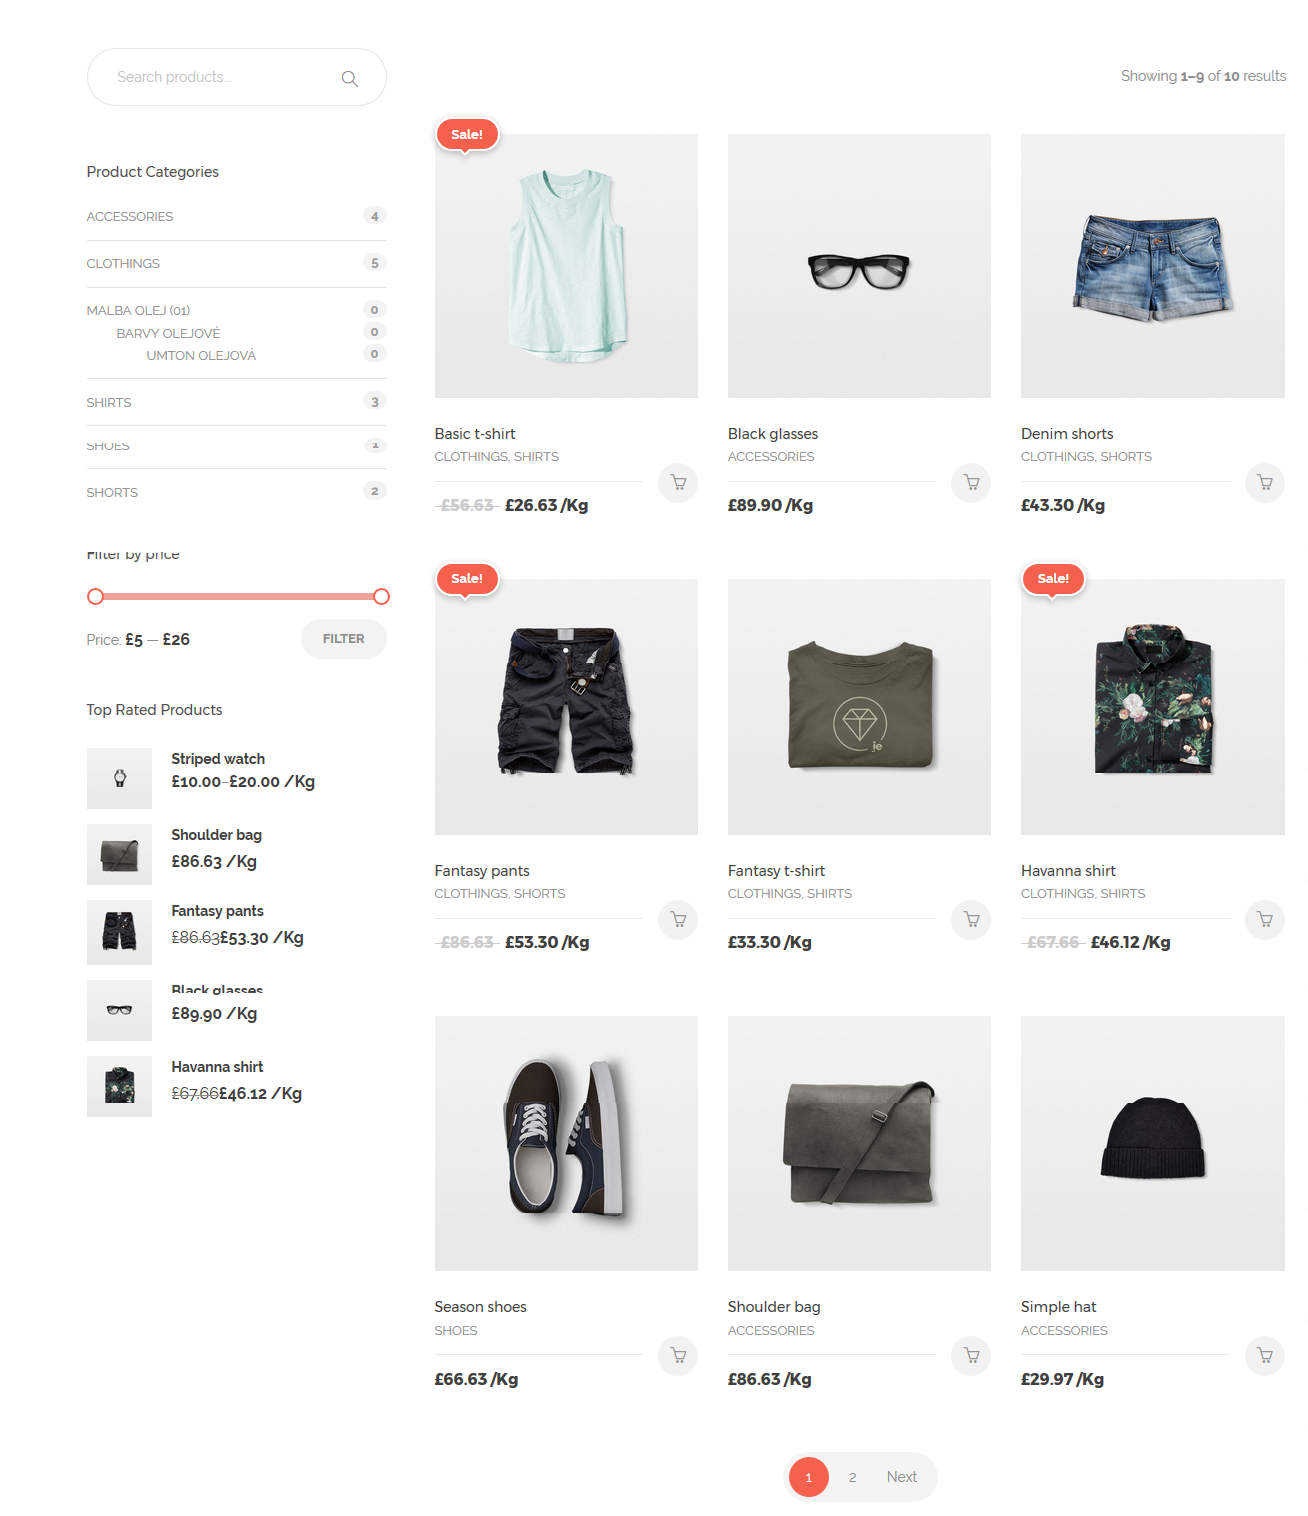 Search products...
Showing 1–9 of 10 results
Product Categories
ACCESSORIES 4
CLOTHINGS 5
MALBA OLEJ (01) 0
BARVY OLEJOVÉ 0
UMTON OLEJOVÁ 0
SHIRTS 3
SHOES 1
SHORTS 2
Filter by price
Price: £5 — £26
FILTER
Top Rated Products
Striped watch
£10.00–£20.00 /Kg
Shoulder bag
£86.63 /Kg
Fantasy pants
£86.63£53.30 /Kg
Black glasses
£89.90 /Kg
Havanna shirt
£67.66£46.12 /Kg
Sale!
Basic t-shirt
CLOTHINGS, SHIRTS
£56.63 £26.63 /Kg
Black glasses
ACCESSORIES
£89.90 /Kg
Denim shorts
CLOTHINGS, SHORTS
£43.30 /Kg
Sale!
Fantasy pants
CLOTHINGS, SHORTS
£86.63 £53.30 /Kg
je
Fantasy t-shirt
CLOTHINGS, SHIRTS
£33.30 /Kg
Sale!
Havanna shirt
CLOTHINGS, SHIRTS
£67.66 £46.12 /Kg
Season shoes
SHOES
£66.63 /Kg
Shoulder bag
ACCESSORIES
£86.63 /Kg
Simple hat
ACCESSORIES
£29.97 /Kg
1 2 Next